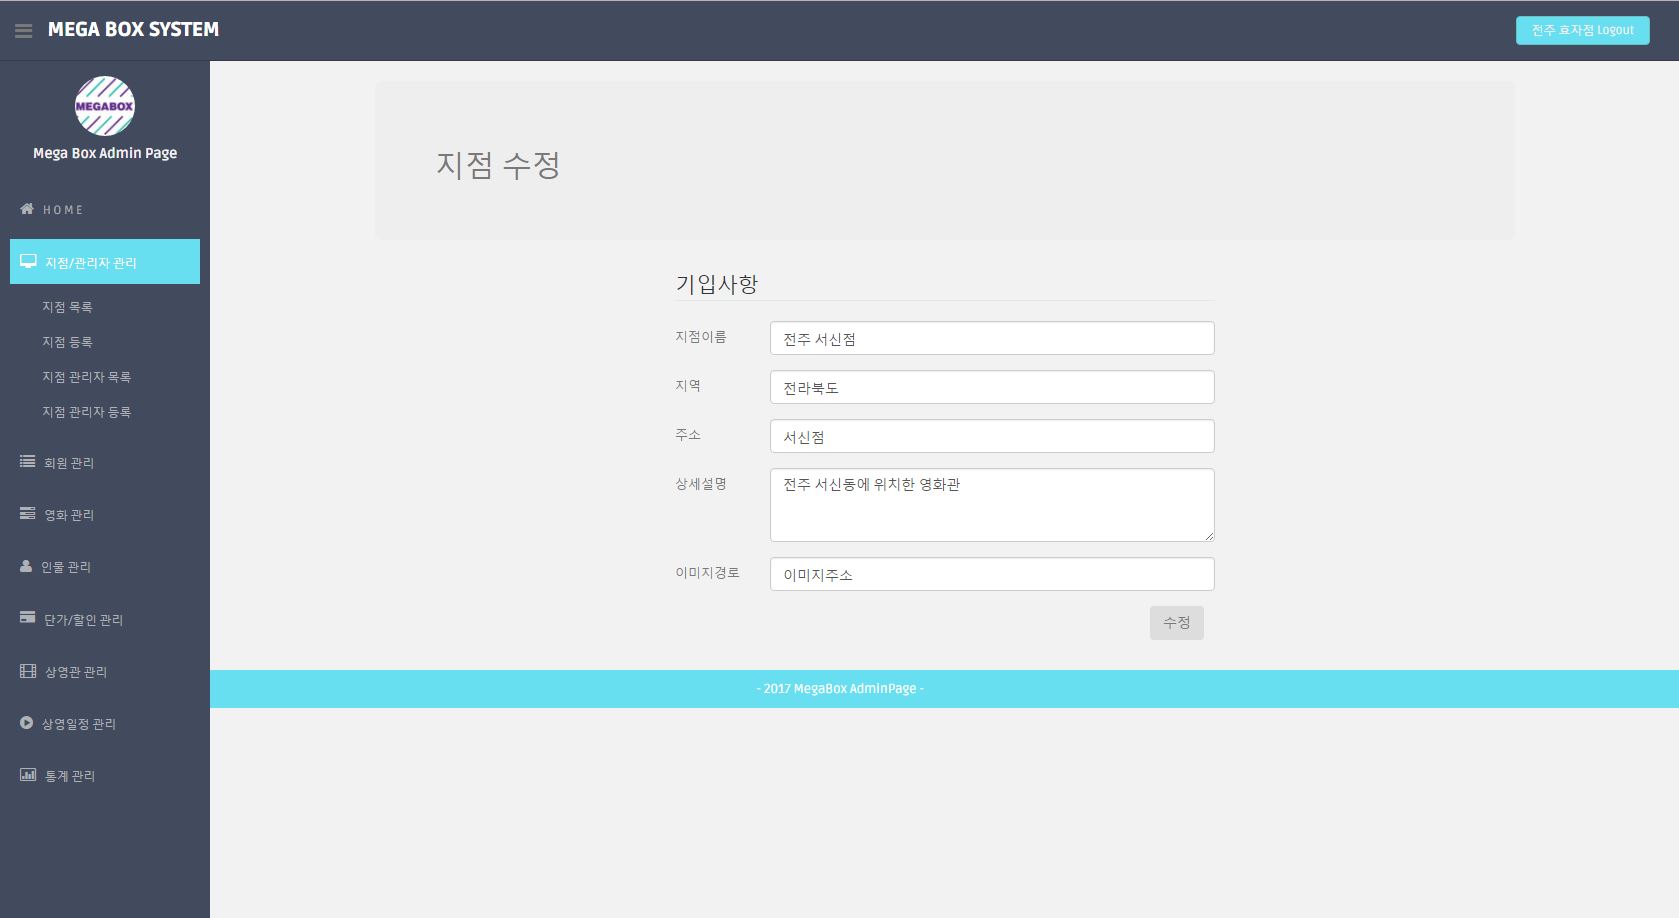 MEGA BOX SYSTEM
전주 효자점 Logout
MEGABOX
Mega Box Admin Page
HOME
지점/관리자 관리
지점 목록
지점 등록
지점 관리자 목록
지점 관리자 등록
회원 관리
영화 관리
인물 관리
단가/할인 관리
상영관 관리
상영일정 관리
통계 관리
지점 수정
기입사항
지점이름
전주 서신점
지역
전라북도
주소
서신점
상세설명
전주 서신동에 위치한 영화관
이미지경로
이미지주소
수정
- 2017 MegaBox AdminPage -